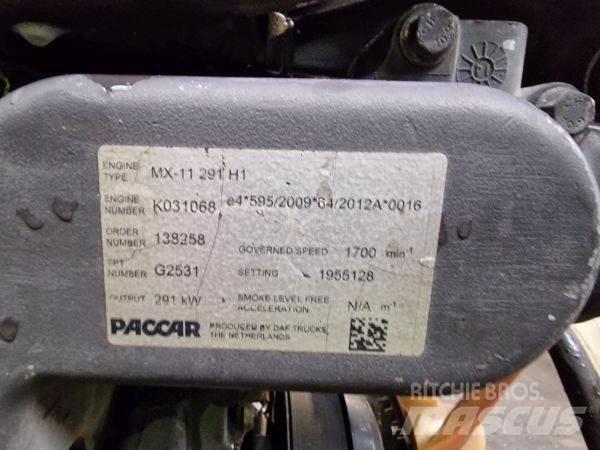 ENGINE TYPE MX-11 291 H1
ENGINE NUMBER K031068 e4*595/2009*64/2012A*0016
ORDER NUMBER 138258 GOVERNED SPEED 1700 min-1
TPT NUMBER G2531 SETTING 1955128
OUTPUT 291 kW SMOKE LEVEL FREE ACCELERATION N/A m-1
PACCAR PRODUCED BY DAF TRUCKS, THE NETHERLANDS
RITCHIE BROS.
MASCUS